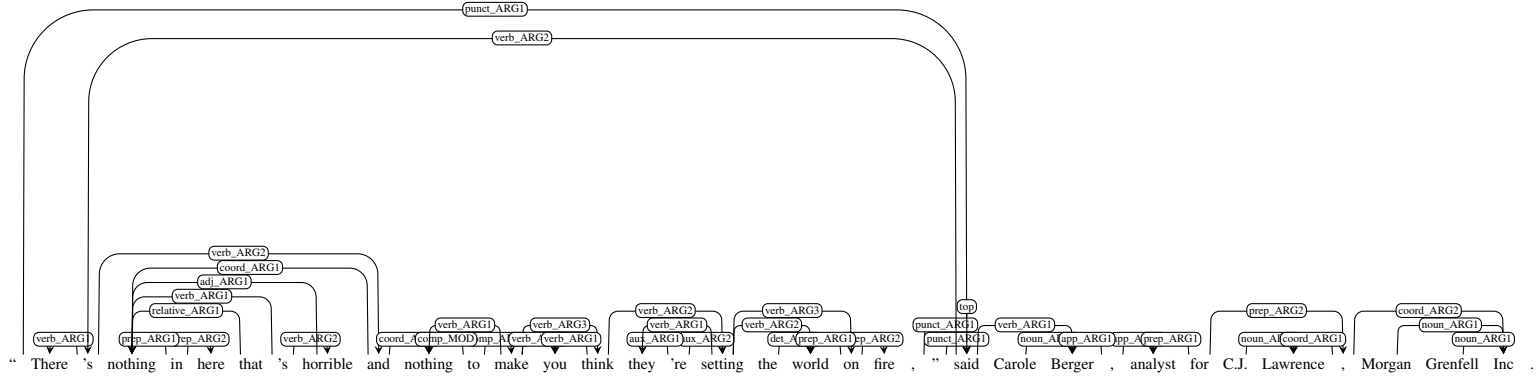 punct_ARG1
verb_ARG2
verb_ARG2
coord_ARG1
adj_ARG1
verb_ARG1
top
relative_ARG1 verb_ARG2 verb_ARG3 prep_ARG2 coord_ARG2
verb_ARG1 verb_ARG1 verb_ARG3 verb_ARG1 verb_ARG2 punct_ARG1 verb_ARG1 noun_ARG1
verb_ARG1 prep_ARG1 verb_ARG2 comp_MOD verb_ARG1 aux_ARG1 prep_ARG1 punct_ARG1 app_ARG1 prep_ARG1 coord_ARG1 noun_ARG1
“ There 's nothing in here that 's horrible and nothing to make you think they 're setting the world on fire , ” said Carole Berger , analyst for C.J. Lawrence , Morgan Grenfell Inc .